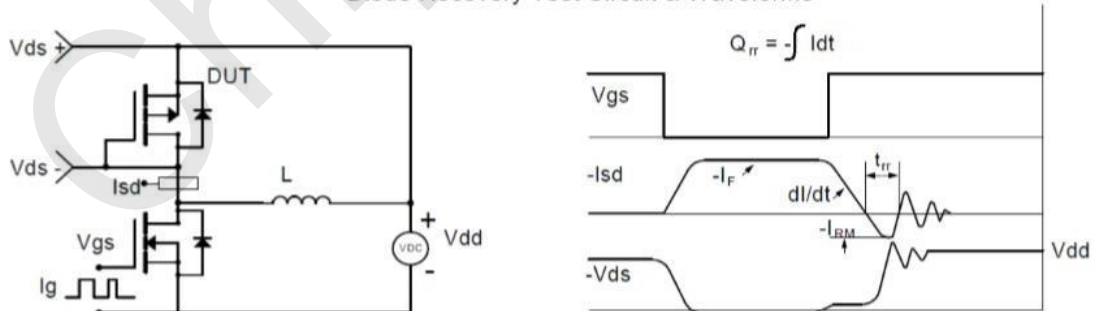 Vds +
DUT
Vds -
Isd
L
Vgs
Ig
+
VDC
-
Vdd
Qrr = -∫ Idt
Vgs
-Isd
-IF
dI/dt
trr
-IRM
-Vds
Vdd